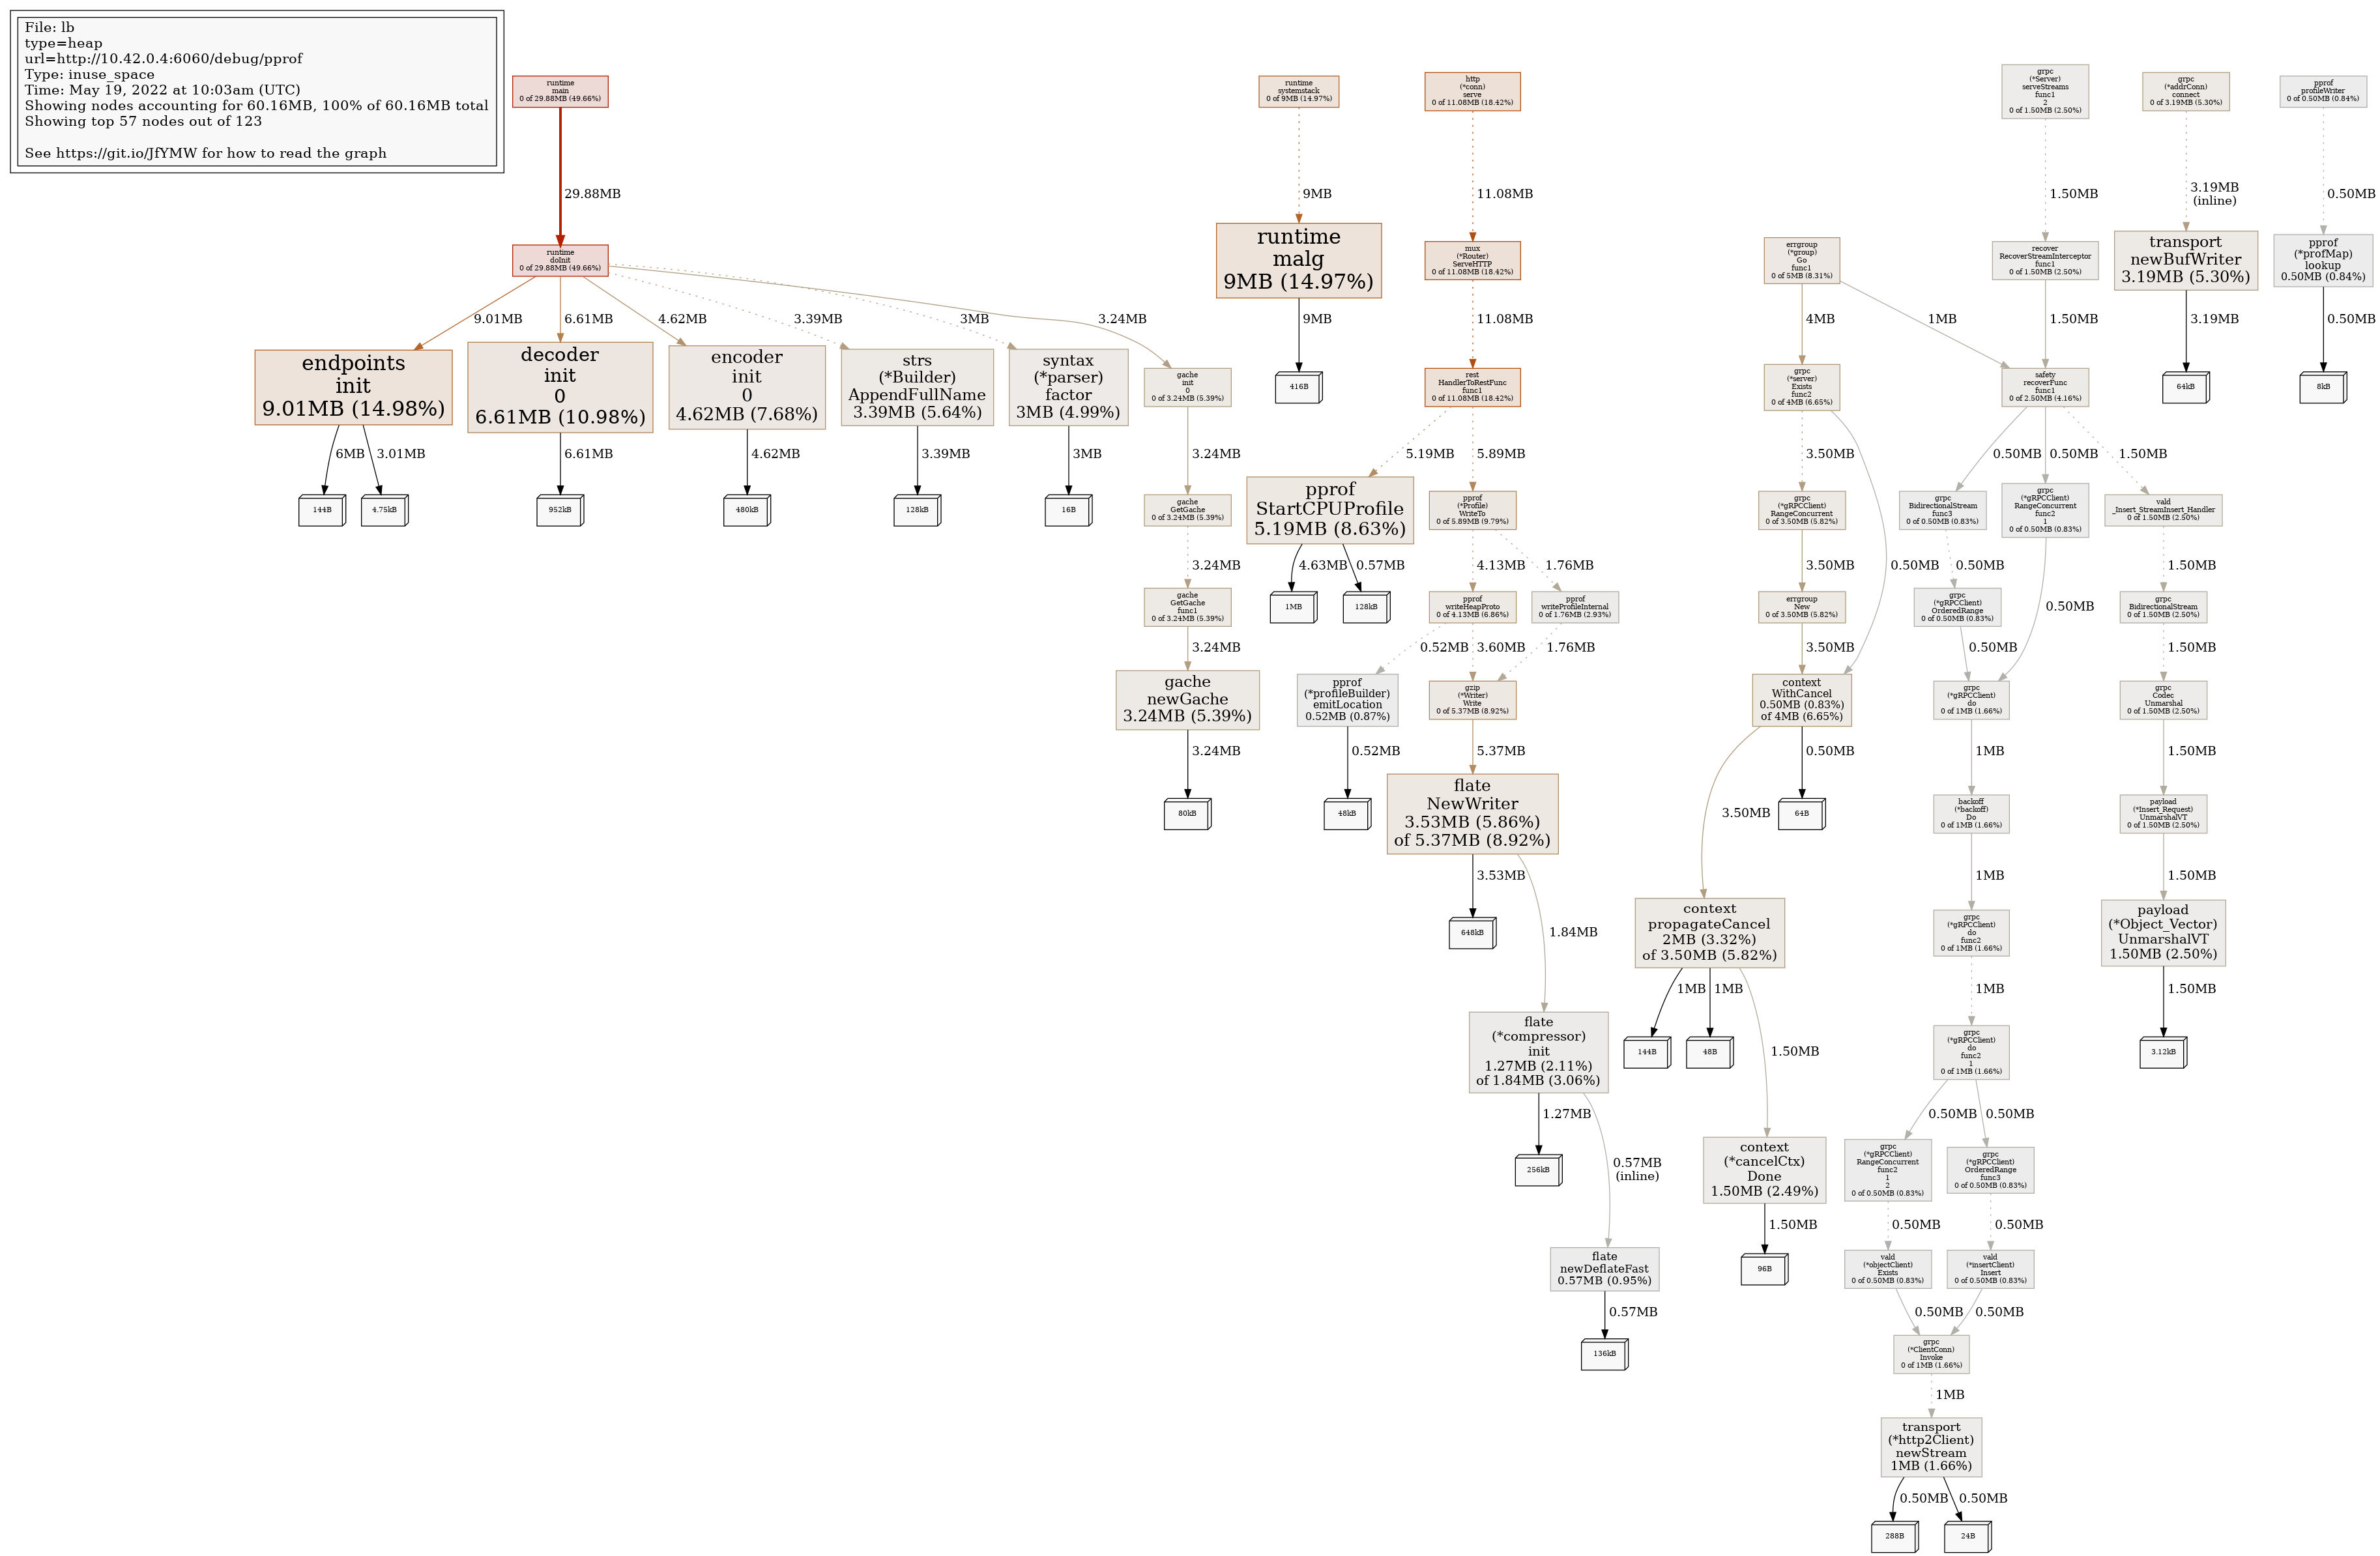 File: lb
type=heap
url=http://10.42.0.4:6060/debug/pprof
Type: inuse_space
Time: May 19, 2022 at 10:03am (UTC)
Showing nodes accounting for 60.16MB, 100% of 60.16MB total
Showing top 57 nodes out of 123
See https://git.io/JfYMW for how to read the graph
runtime
main
0 of 29.88MB (49.66%)
29.88MB
runtime
doInit
0 of 29.88MB (49.66%)
9.01MB
6.61MB
4.62MB
3.39MB
3MB
3.24MB
endpoints
init
9.01MB (14.98%)
6MB
3.01MB
144B
4.75kB
decoder
init
0
6.61MB (10.98%)
6.61MB
952kB
encoder
init
0
4.62MB (7.68%)
4.62MB
480kB
strs
(*Builder)
AppendFullName
3.39MB (5.64%)
3.39MB
128kB
syntax
(*parser)
factor
3MB (4.99%)
3MB
16B
gache
init
0
0 of 3.24MB (5.39%)
3.24MB
gache
GetGache
0 of 3.24MB (5.39%)
3.24MB
gache
GetGache
func1
0 of 3.24MB (5.39%)
3.24MB
gache
newGache
3.24MB (5.39%)
3.24MB
80kB
runtime
systemstack
0 of 9MB (14.97%)
9MB
runtime
malg
9MB (14.97%)
9MB
416B
http
(*conn)
serve
0 of 11.08MB (18.42%)
11.08MB
mux
(*Router)
ServeHTTP
0 of 11.08MB (18.42%)
11.08MB
rest
HandlerToRestFunc
func1
0 of 11.08MB (18.42%)
5.19MB
5.89MB
pprof
StartCPUProfile
5.19MB (8.63%)
4.63MB
0.57MB
1MB
128kB
pprof
(*Profile)
WriteTo
0 of 5.89MB (9.79%)
4.13MB
1.76MB
pprof
writeHeapProto
0 of 4.13MB (6.86%)
pprof
writeProfileInternal
0 of 1.76MB (2.93%)
0.52MB
3.60MB
1.76MB
pprof
(*profileBuilder)
emitLocation
0.52MB (0.87%)
0.52MB
48kB
gzip
(*Writer)
Write
0 of 5.37MB (8.92%)
5.37MB
flate
NewWriter
3.53MB (5.86%)
of 5.37MB (8.92%)
3.53MB
648kB
1.84MB
flate
(*compressor)
init
1.27MB (2.11%)
of 1.84MB (3.06%)
1.27MB
256kB
0.57MB
(inline)
flate
newDeflateFast
0.57MB (0.95%)
0.57MB
136kB
errgroup
(*group)
Go
func1
0 of 5MB (8.31%)
4MB
1MB
grpc
(*server)
Exists
func2
0 of 4MB (6.65%)
3.50MB
0.50MB
grpc
(*gRPCClient)
RangeConcurrent
0 of 3.50MB (5.82%)
3.50MB
errgroup
New
0 of 3.50MB (5.82%)
3.50MB
context
WithCancel
0.50MB (0.83%)
of 4MB (6.65%)
3.50MB
0.50MB
64B
context
propagateCancel
2MB (3.32%)
of 3.50MB (5.82%)
1MB
1MB
144B
48B
1.50MB
context
(*cancelCtx)
Done
1.50MB (2.49%)
1.50MB
96B
grpc
(*Server)
serveStreams
func1
2
0 of 1.50MB (2.50%)
1.50MB
recover
RecoverStreamInterceptor
func1
0 of 1.50MB (2.50%)
1.50MB
safety
recoverFunc
func1
0 of 2.50MB (4.16%)
0.50MB
0.50MB
1.50MB
grpc
BidirectionalStream
func3
0 of 0.50MB (0.83%)
0.50MB
grpc
(*gRPCClient)
RangeConcurrent
func2
1
0 of 0.50MB (0.83%)
0.50MB
grpc
(*gRPCClient)
OrderedRange
0 of 0.50MB (0.83%)
0.50MB
grpc
(*gRPCClient)
do
0 of 1MB (1.66%)
1MB
backoff
(*backoff)
Do
0 of 1MB (1.66%)
1MB
grpc
(*gRPCClient)
do
func2
0 of 1MB (1.66%)
1MB
grpc
(*gRPCClient)
do
func2
1
0 of 1MB (1.66%)
0.50MB
0.50MB
grpc
(*gRPCClient)
RangeConcurrent
func2
1
2
0 of 0.50MB (0.83%)
0.50MB
grpc
(*gRPCClient)
OrderedRange
func3
0 of 0.50MB (0.83%)
0.50MB
vald
(*objectClient)
Exists
0 of 0.50MB (0.83%)
0.50MB
vald
(*insertClient)
Insert
0 of 0.50MB (0.83%)
0.50MB
grpc
(*ClientConn)
Invoke
0 of 1MB (1.66%)
1MB
transport
(*http2Client)
newStream
1MB (1.66%)
0.50MB
0.50MB
288B
24B
vald
_Insert_StreamInsert_Handler
0 of 1.50MB (2.50%)
1.50MB
grpc
BidirectionalStream
0 of 1.50MB (2.50%)
1.50MB
grpc
Codec
Unmarshal
0 of 1.50MB (2.50%)
1.50MB
payload
(*Insert_Request)
UnmarshalVT
0 of 1.50MB (2.50%)
1.50MB
payload
(*Object_Vector)
UnmarshalVT
1.50MB (2.50%)
1.50MB
3.12kB
grpc
(*addrConn)
connect
0 of 3.19MB (5.30%)
3.19MB
(inline)
transport
newBufWriter
3.19MB (5.30%)
3.19MB
64kB
pprof
profileWriter
0 of 0.50MB (0.84%)
0.50MB
pprof
(*profMap)
lookup
0.50MB (0.84%)
0.50MB
8kB